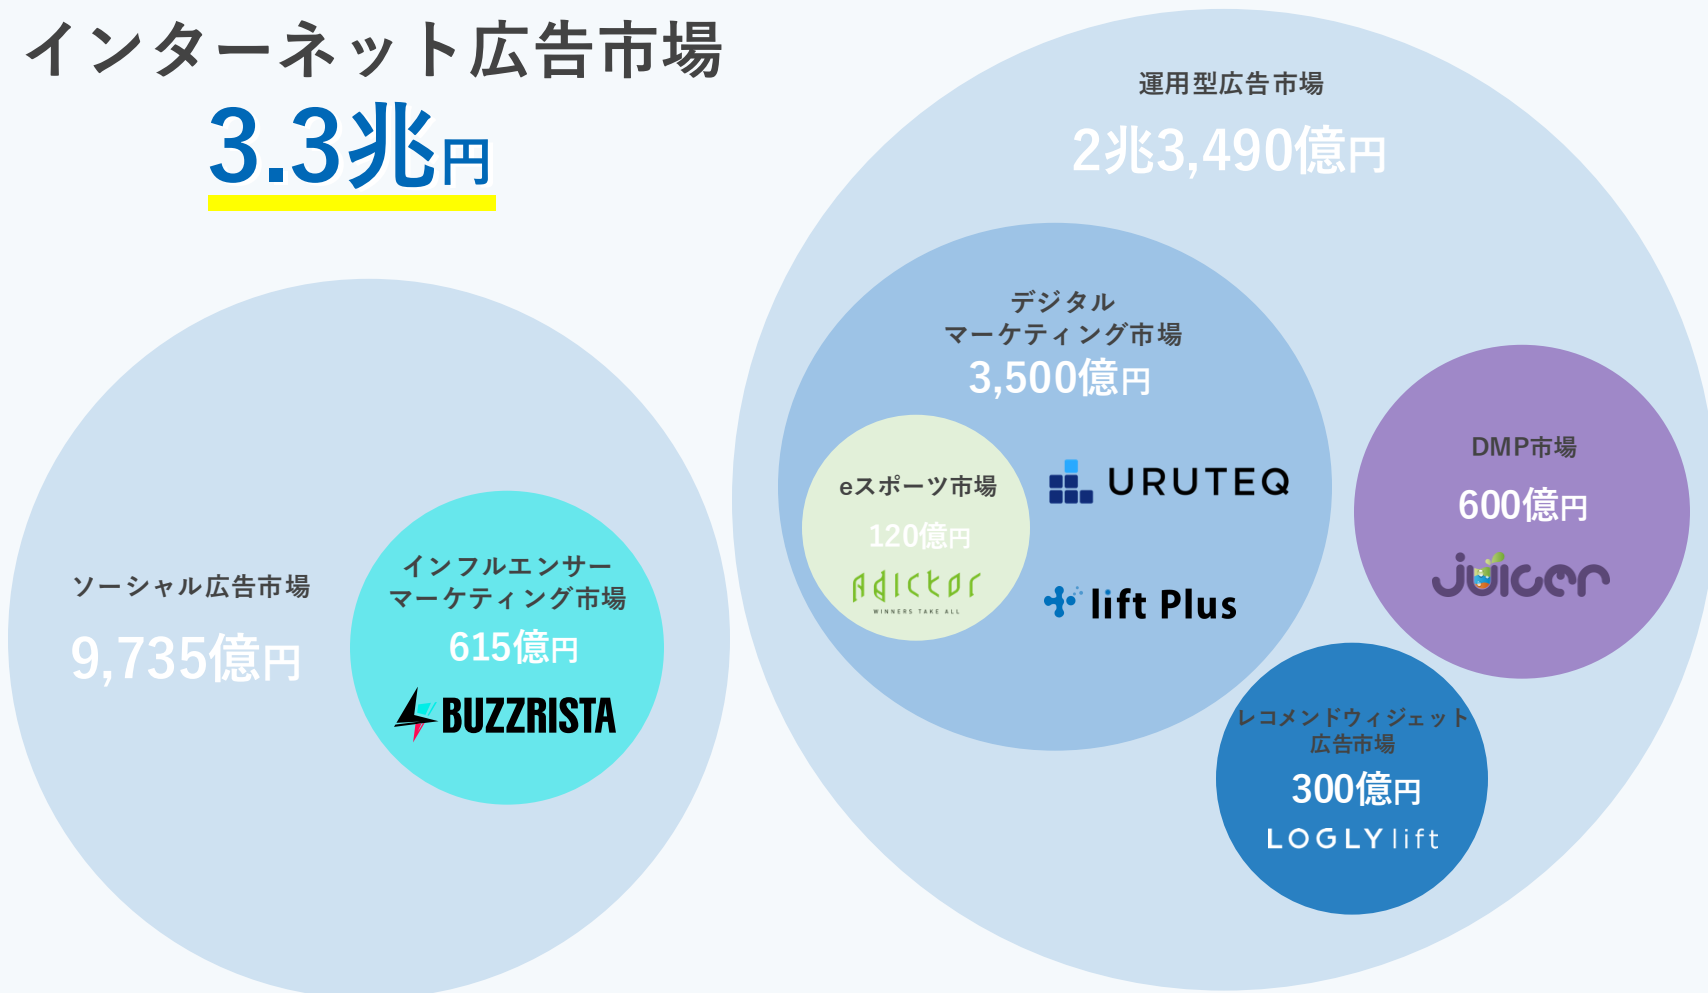 インターネット広告市場
3.3兆円
運用型広告市場
2兆3,490億円
デジタル
マーケティング市場
3,500億円
eスポーツ市場
120億円
Adictor
WINNERS TAKE ALL
URUTEQ
lift Plus
DMP市場
600億円
juicer
レコメンドウィジェット
広告市場
300億円
LOGLY lift
ソーシャル広告市場
9,735億円
インフルエンサー
マーケティング市場
615億円
BUZZRISTA